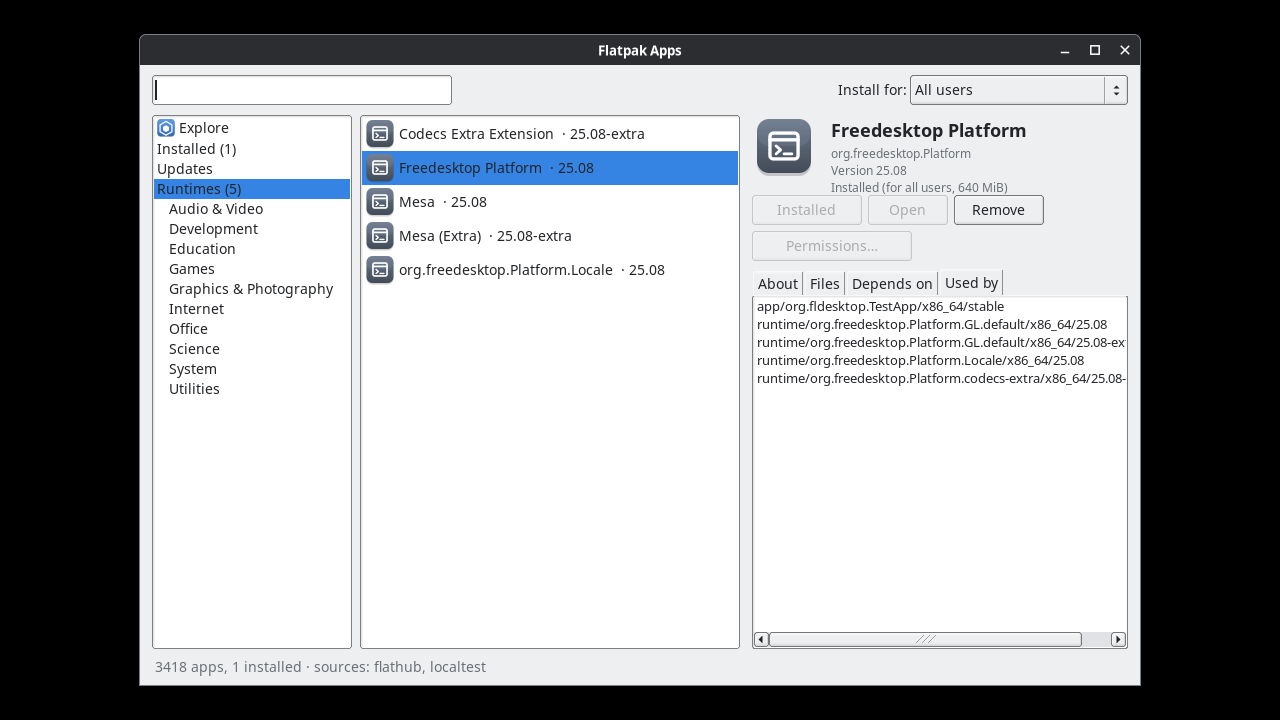 Flatpak Apps
Install for: All users
Explore
Installed (1)
Updates
Runtimes (5)
Audio & Video
Development
Education
Games
Graphics & Photography
Internet
Office
Science
System
Utilities
Codecs Extra Extension · 25.08-extra
Freedesktop Platform · 25.08
Mesa · 25.08
Mesa (Extra) · 25.08-extra
org.freedesktop.Platform.Locale · 25.08
Freedesktop Platform
org.freedesktop.Platform
Version 25.08
Installed (for all users, 640 MiB)
Installed Open Remove
Permissions...
About Files Depends on Used by
app/org.fldesktop.TestApp/x86_64/stable
runtime/org.freedesktop.Platform.GL.default/x86_64/25.08
runtime/org.freedesktop.Platform.GL.default/x86_64/25.08-ex
runtime/org.freedesktop.Platform.Locale/x86_64/25.08
runtime/org.freedesktop.Platform.codecs-extra/x86_64/25.08-
3418 apps, 1 installed · sources: flathub, localtest